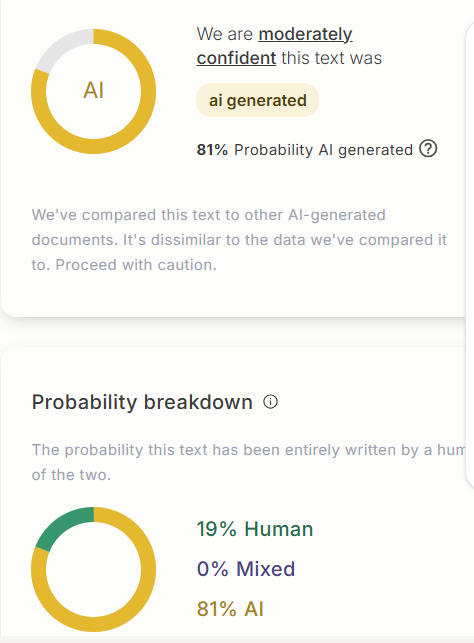 We are moderately
confident this text was
AI
ai generated
81% Probability AI generated
We've compared this text to other AI-generated
documents. It's dissimilar to the data we've compared it
to. Proceed with caution.
Probability breakdown
The probability this text has been entirely written by a
of the two.
19% Human
0% Mixed
81% AI